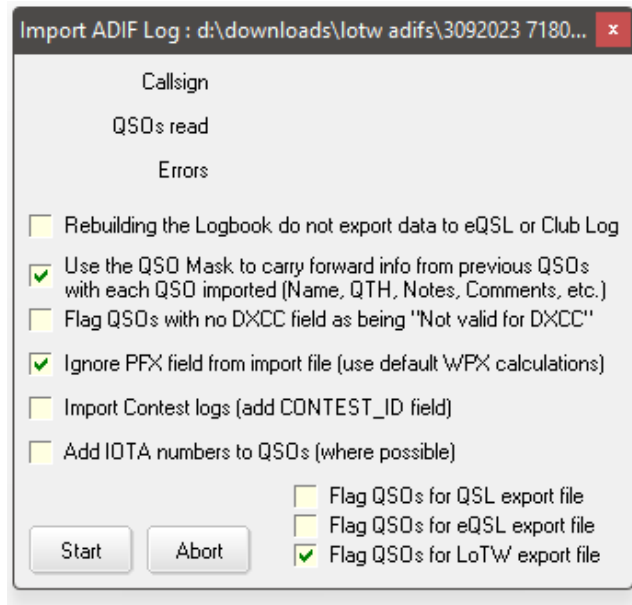 Import ADIF Log : d:\downloads\lotw adifs\3092023 7180... x
Callsign
QSOs read
Errors
Rebuilding the Logbook do not export data to eQSL or Club Log
Use the QSO Mask to carry forward info from previous QSOs
with each QSO imported (Name, QTH, Notes, Comments, etc.)
Flag QSOs with no DXCC field as being "Not valid for DXCC"
Ignore PFX field from import file (use default WPX calculations)
Import Contest logs (add CONTEST_ID field)
Add IOTA numbers to QSOs (where possible)
Flag QSOs for QSL export file
Flag QSOs for eQSL export file
Flag QSOs for LoTW export file
Start Abort